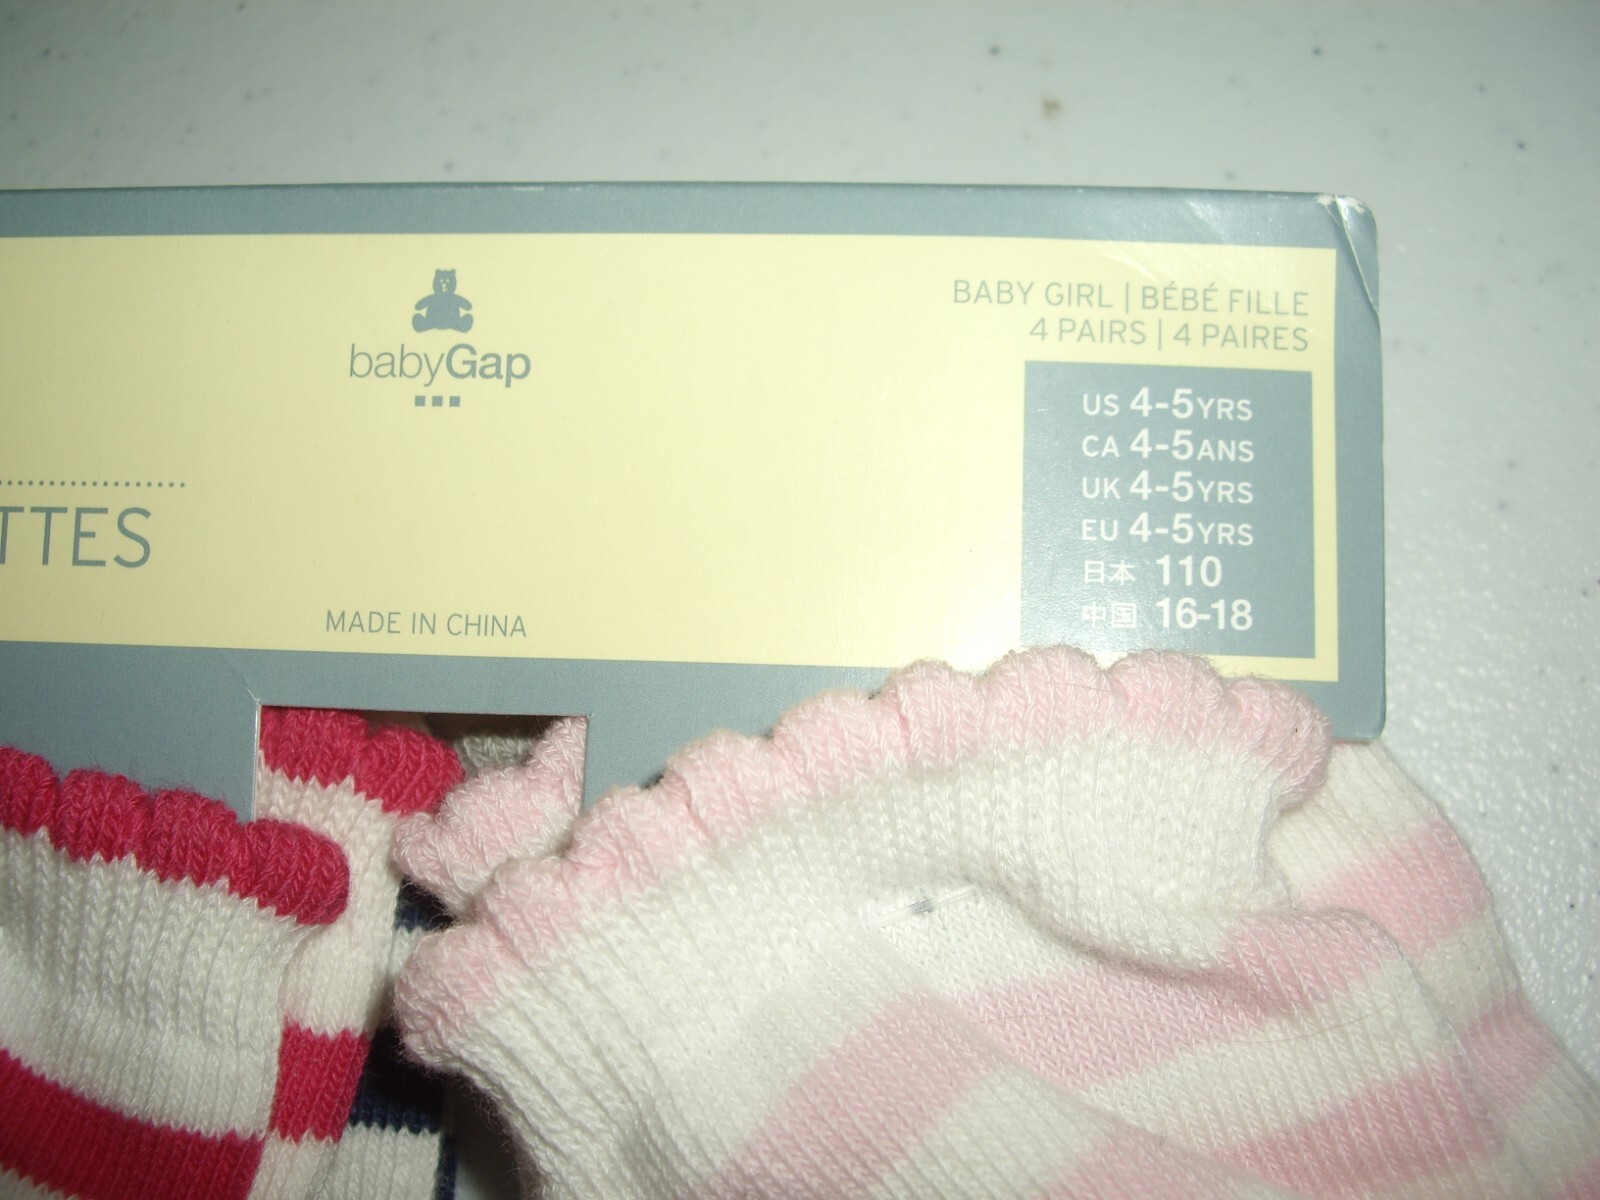 babyGap
BABY GIRL | BÉBÉ FILLE
4 PAIRS | 4 PAIRES
US 4-5YRS
CA 4-5ANS
UK 4-5YRS
EU 4-5YRS
日本 110
中国 16-18
TTES
MADE IN CHINA